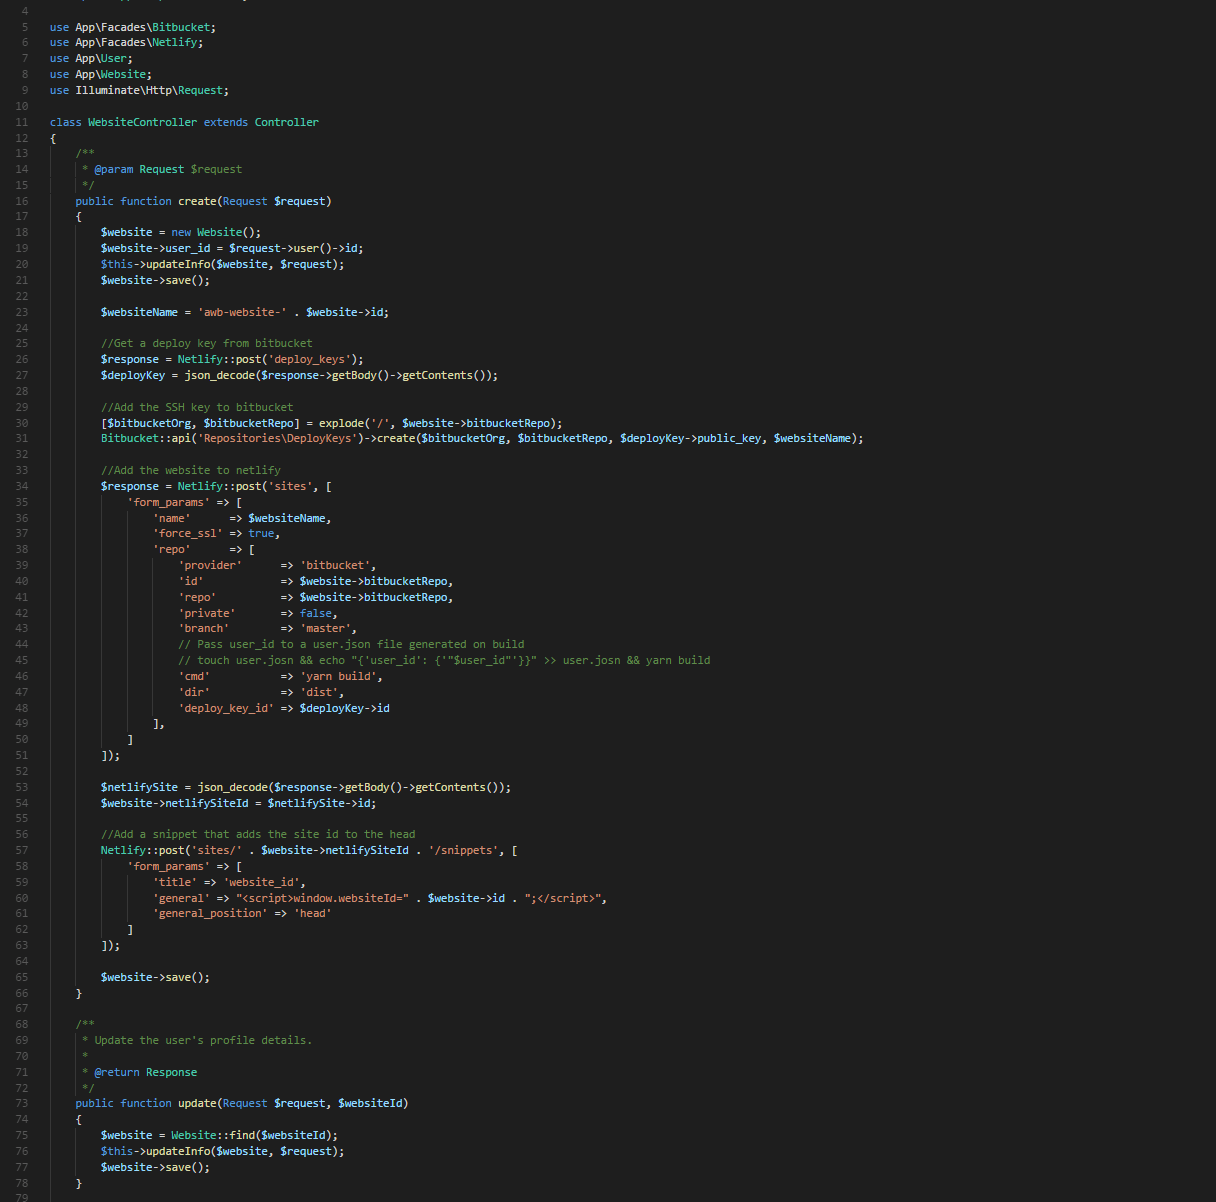 4
5 use App\Facades\Bitbucket;
6 use App\Facades\Netlify;
7 use App\User;
8 use App\Website;
9 use Illuminate\Http\Request;
10
11 class WebsiteController extends Controller
12 {
13     /**
14      * @param Request $request
15      */
16     public function create(Request $request)
17     {
18         $website = new Website();
19         $website->user_id = $request->user()->id;
20         $this->updateInfo($website, $request);
21         $website->save();
22
23         $websiteName = 'awb-website-' . $website->id;
24
25         //Get a deploy key from bitbucket
26         $response = Netlify::post('deploy_keys');
27         $deployKey = json_decode($response->getBody()->getContents());
28
29         //Add the SSH key to bitbucket
30         [$bitbucketOrg, $bitbucketRepo] = explode('/', $website->bitbucketRepo);
31         Bitbucket::api('Repositories\DeployKeys')->create($bitbucketOrg, $bitbucketRepo, $deployKey->public_key, $websiteName);
32
33         //Add the website to netlify
34         $response = Netlify::post('sites', [
35             'form_params' => [
36                 'name'      => $websiteName,
37                 'force_ssl' => true,
38                 'repo'      => [
39                     'provider'      => 'bitbucket',
40                     'id'            => $website->bitbucketRepo,
41                     'repo'          => $website->bitbucketRepo,
42                     'private'       => false,
43                     'branch'        => 'master',
44                     // Pass user_id to a user.json file generated on build
45                     // touch user.josn && echo "{'user_id': {'"$user_id"'}}" >> user.josn && yarn build
46                     'cmd'           => 'yarn build',
47                     'dir'           => 'dist',
48                     'deploy_key_id' => $deployKey->id
49                 ],
50             ]
51         ]);
52
53         $netlifySite = json_decode($response->getBody()->getContents());
54         $website->netlifySiteId = $netlifySite->id;
55
56         //Add a snippet that adds the site id to the head
57         Netlify::post('sites/' . $website->netlifySiteId . '/snippets', [
58             'form_params' => [
59                 'title' => 'website_id',
60                 'general' => "<script>window.websiteId=" . $website->id . ";</script>",
61                 'general_position' => 'head'
62             ]
63         ]);
64
65         $website->save();
66     }
67
68     /**
69      * Update the user's profile details.
70      *
71      * @return Response
72      */
73     public function update(Request $request, $websiteId)
74     {
75         $website = Website::find($websiteId);
76         $this->updateInfo($website, $request);
77         $website->save();
78     }
79